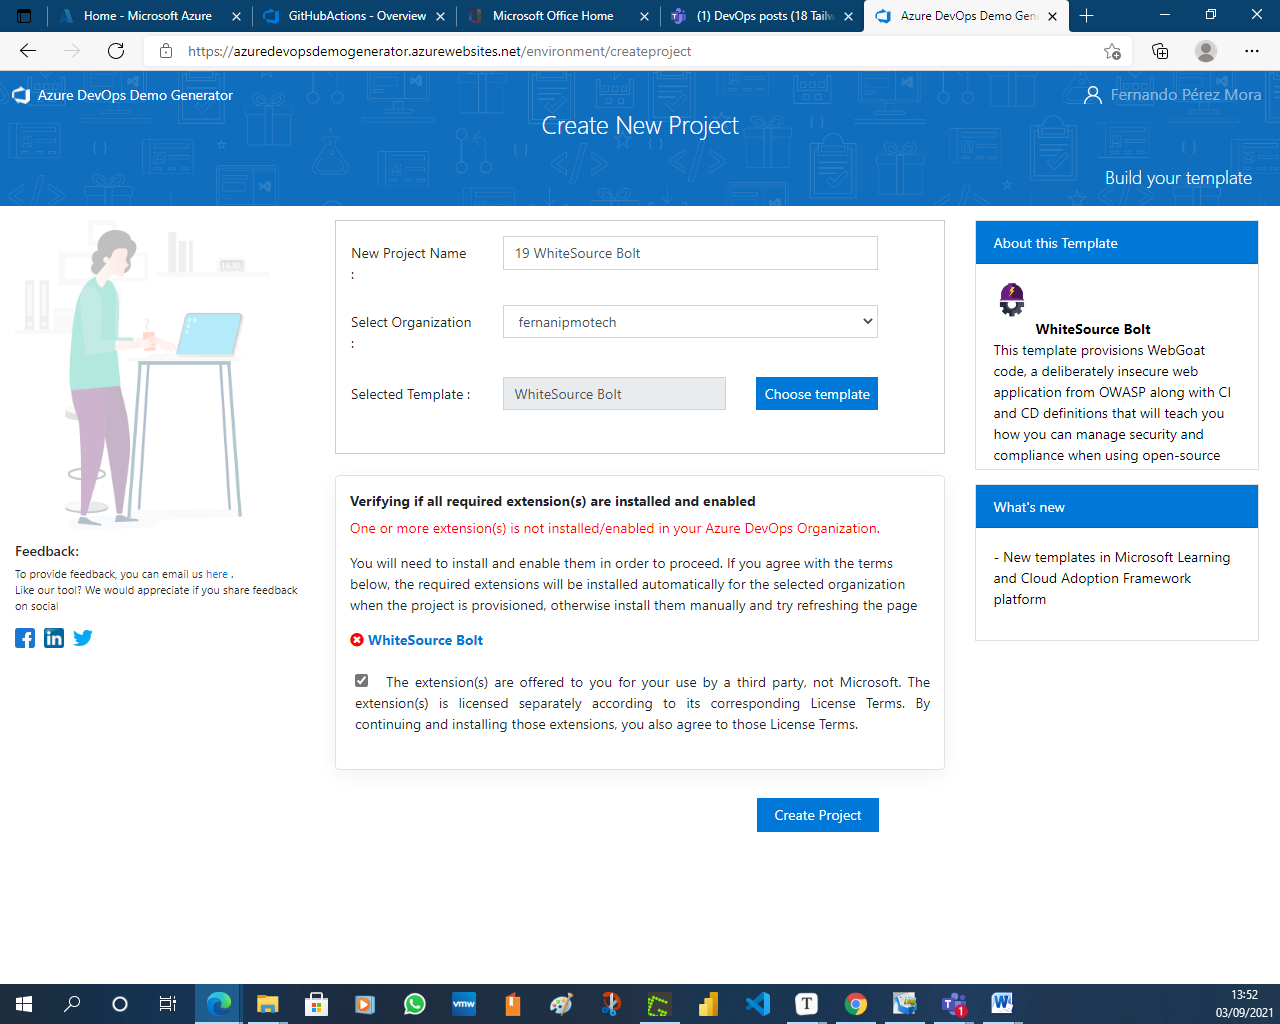 Home - Microsoft Azure
GitHubActions - Overview
Microsoft Office Home
(1) DevOps posts (18 Tailw
Azure DevOps Demo Gen
https://azuredevopsdemogenerator.azurewebsites.net/environment/createproject
Azure DevOps Demo Generator
Fernando Pérez Mora
Create New Project
Build your template
New Project Name
:
19 WhiteSource Bolt
Select Organization
:
fernanipmotech
Selected Template :
WhiteSource Bolt
Choose template
About this Template
WhiteSource Bolt
This template provisions WebGoat
code, a deliberately insecure web
application from OWASP along with CI
and CD definitions that will teach you
how you can manage security and
compliance when using open-source
Verifying if all required extension(s) are installed and enabled
One or more extension(s) is not installed/enabled in your Azure DevOps Organization.
You will need to install and enable them in order to proceed. If you agree with the terms
below, the required extensions will be installed automatically for the selected organization
when the project is provisioned, otherwise install them manually and try refreshing the page
WhiteSource Bolt
The extension(s) are offered to you for your use by a third party, not Microsoft. The
extension(s) is licensed separately according to its corresponding License Terms. By
continuing and installing those extensions, you also agree to those License Terms.
Create Project
What's new
- New templates in Microsoft Learning
and Cloud Adoption Framework
platform
Feedback:
To provide feedback, you can email us here .
Like our tool? We would appreciate if you share feedback
on social
vmw
T
1
13:52
03/09/2021